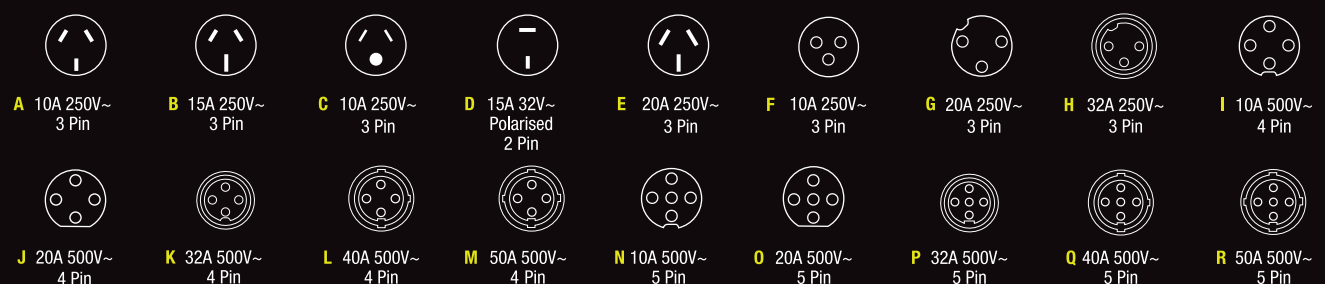 A 10A 250V~ B 15A 250V~ C 10A 250V~ D 15A 32V~ E 20A 250V~ F 10A 250V~ G 20A 250V~ H 32A 250V~ I 10A 500V~
3 Pin 3 Pin 3 Pin Polarised 3 Pin 3 Pin 3 Pin 3 Pin 4 Pin
2 Pin
J 20A 500V~ K 32A 500V~ L 40A 500V~ M 50A 500V~ N 10A 500V~ O 20A 500V~ P 32A 500V~ Q 40A 500V~ R 50A 500V~
4 Pin 4 Pin 4 Pin 4 Pin 5 Pin 5 Pin 5 Pin 5 Pin 5 Pin